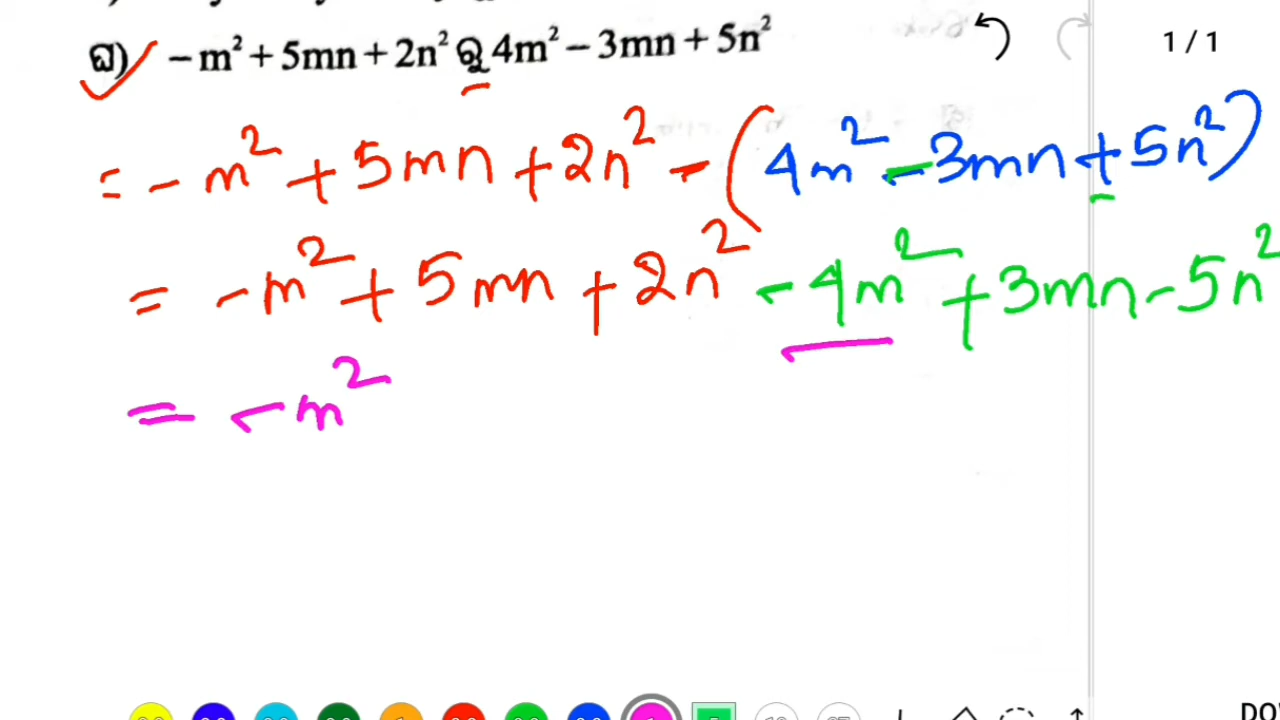 ଘ) – m² + 5mn + 2n² ରୁ 4m² – 3mn + 5n²
1 / 1
= - m² + 5mn + 2n² - (4m² - 3mn + 5n²)
= - m² + 5mn + 2n² - 4m² + 3mn - 5n²
= - m²